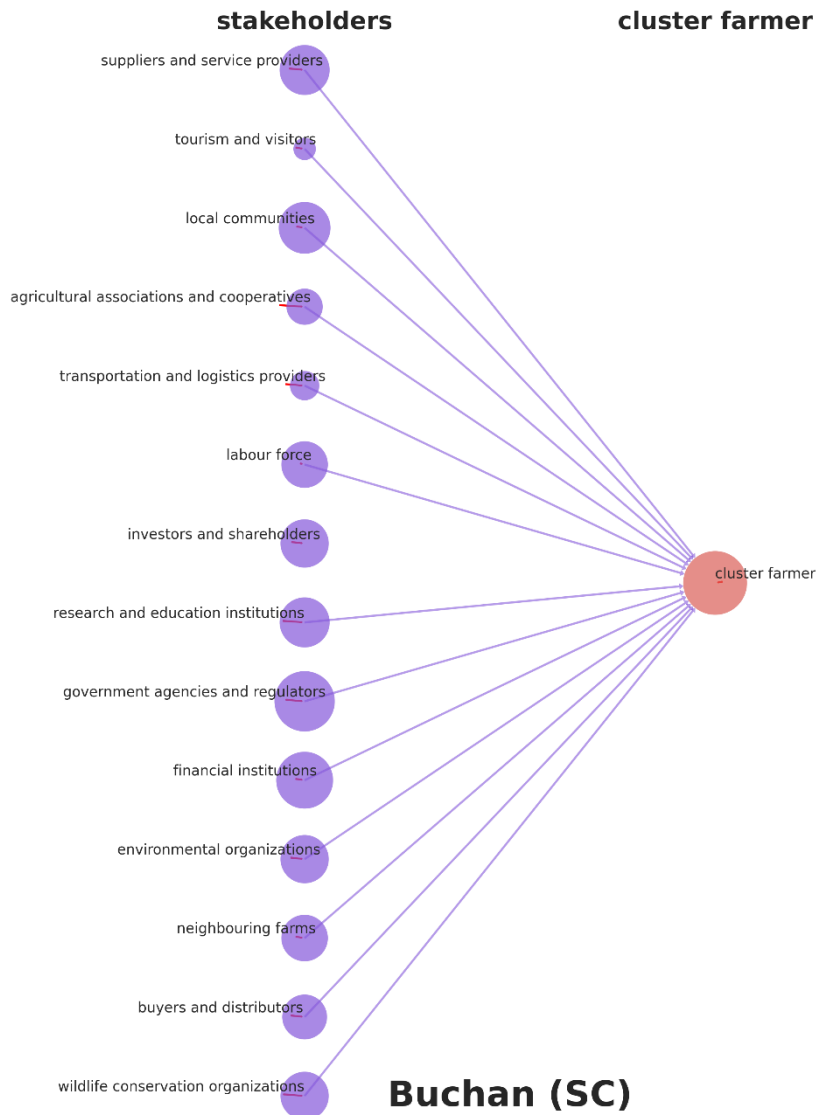 stakeholders
cluster farmer
suppliers and service providers
tourism and visitors
local communities
agricultural associations and cooperatives
transportation and logistics providers
labour force
investors and shareholders
cluster farmer
research and education institutions
government agencies and regulators
financial institutions
environmental organizations
neighbouring farms
buyers and distributors
wildlife conservation organizations
Buchan (SC)